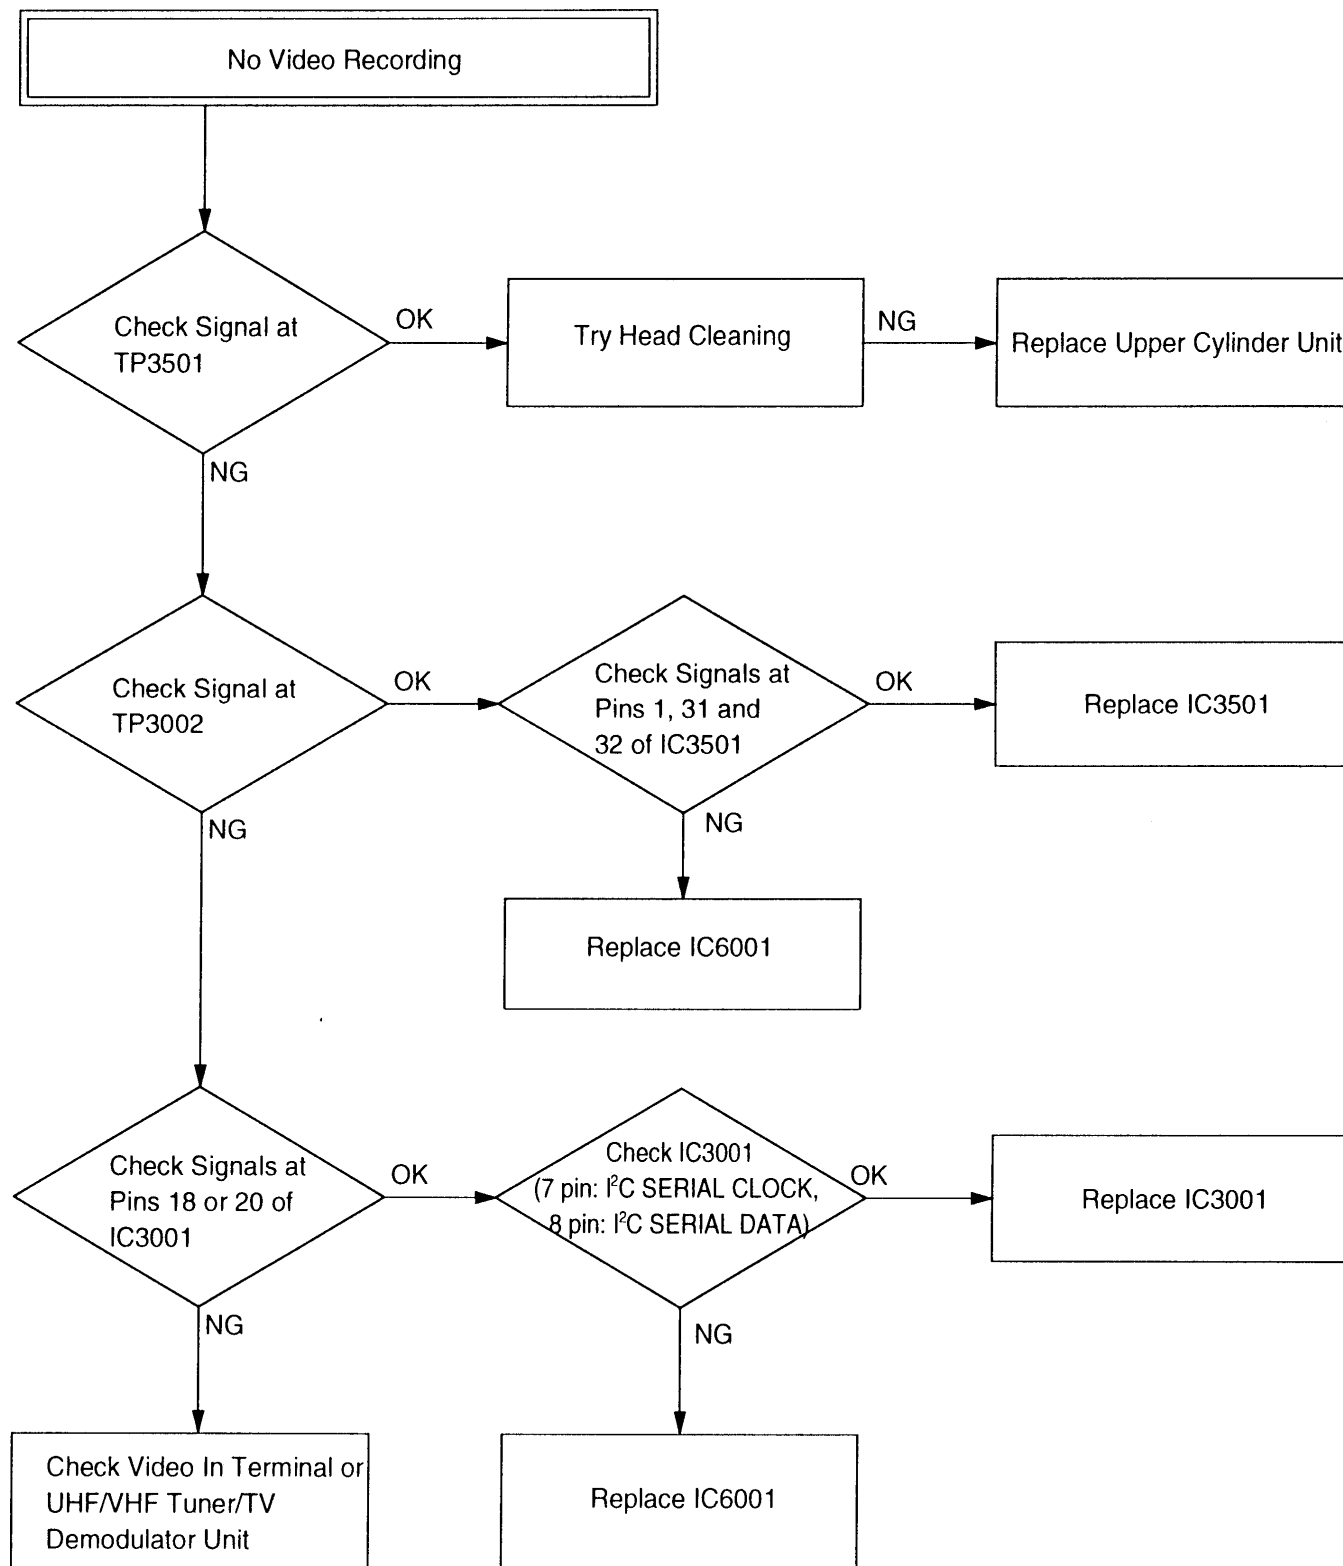 No Video Recording
Check Signal at
TP3501
OK
Try Head Cleaning
NG
Replace Upper Cylinder Unit
NG
Check Signal at
TP3002
OK
Check Signals at
Pins 1, 31 and
32 of IC3501
OK
Replace IC3501
NG
NG
Replace IC6001
Check Signals at
Pins 18 or 20 of
IC3001
OK
Check IC3001
(7 pin: I²C SERIAL CLOCK,
8 pin: I²C SERIAL DATA)
OK
Replace IC3001
NG
NG
Check Video In Terminal or
UHF/VHF Tuner/TV
Demodulator Unit
Replace IC6001